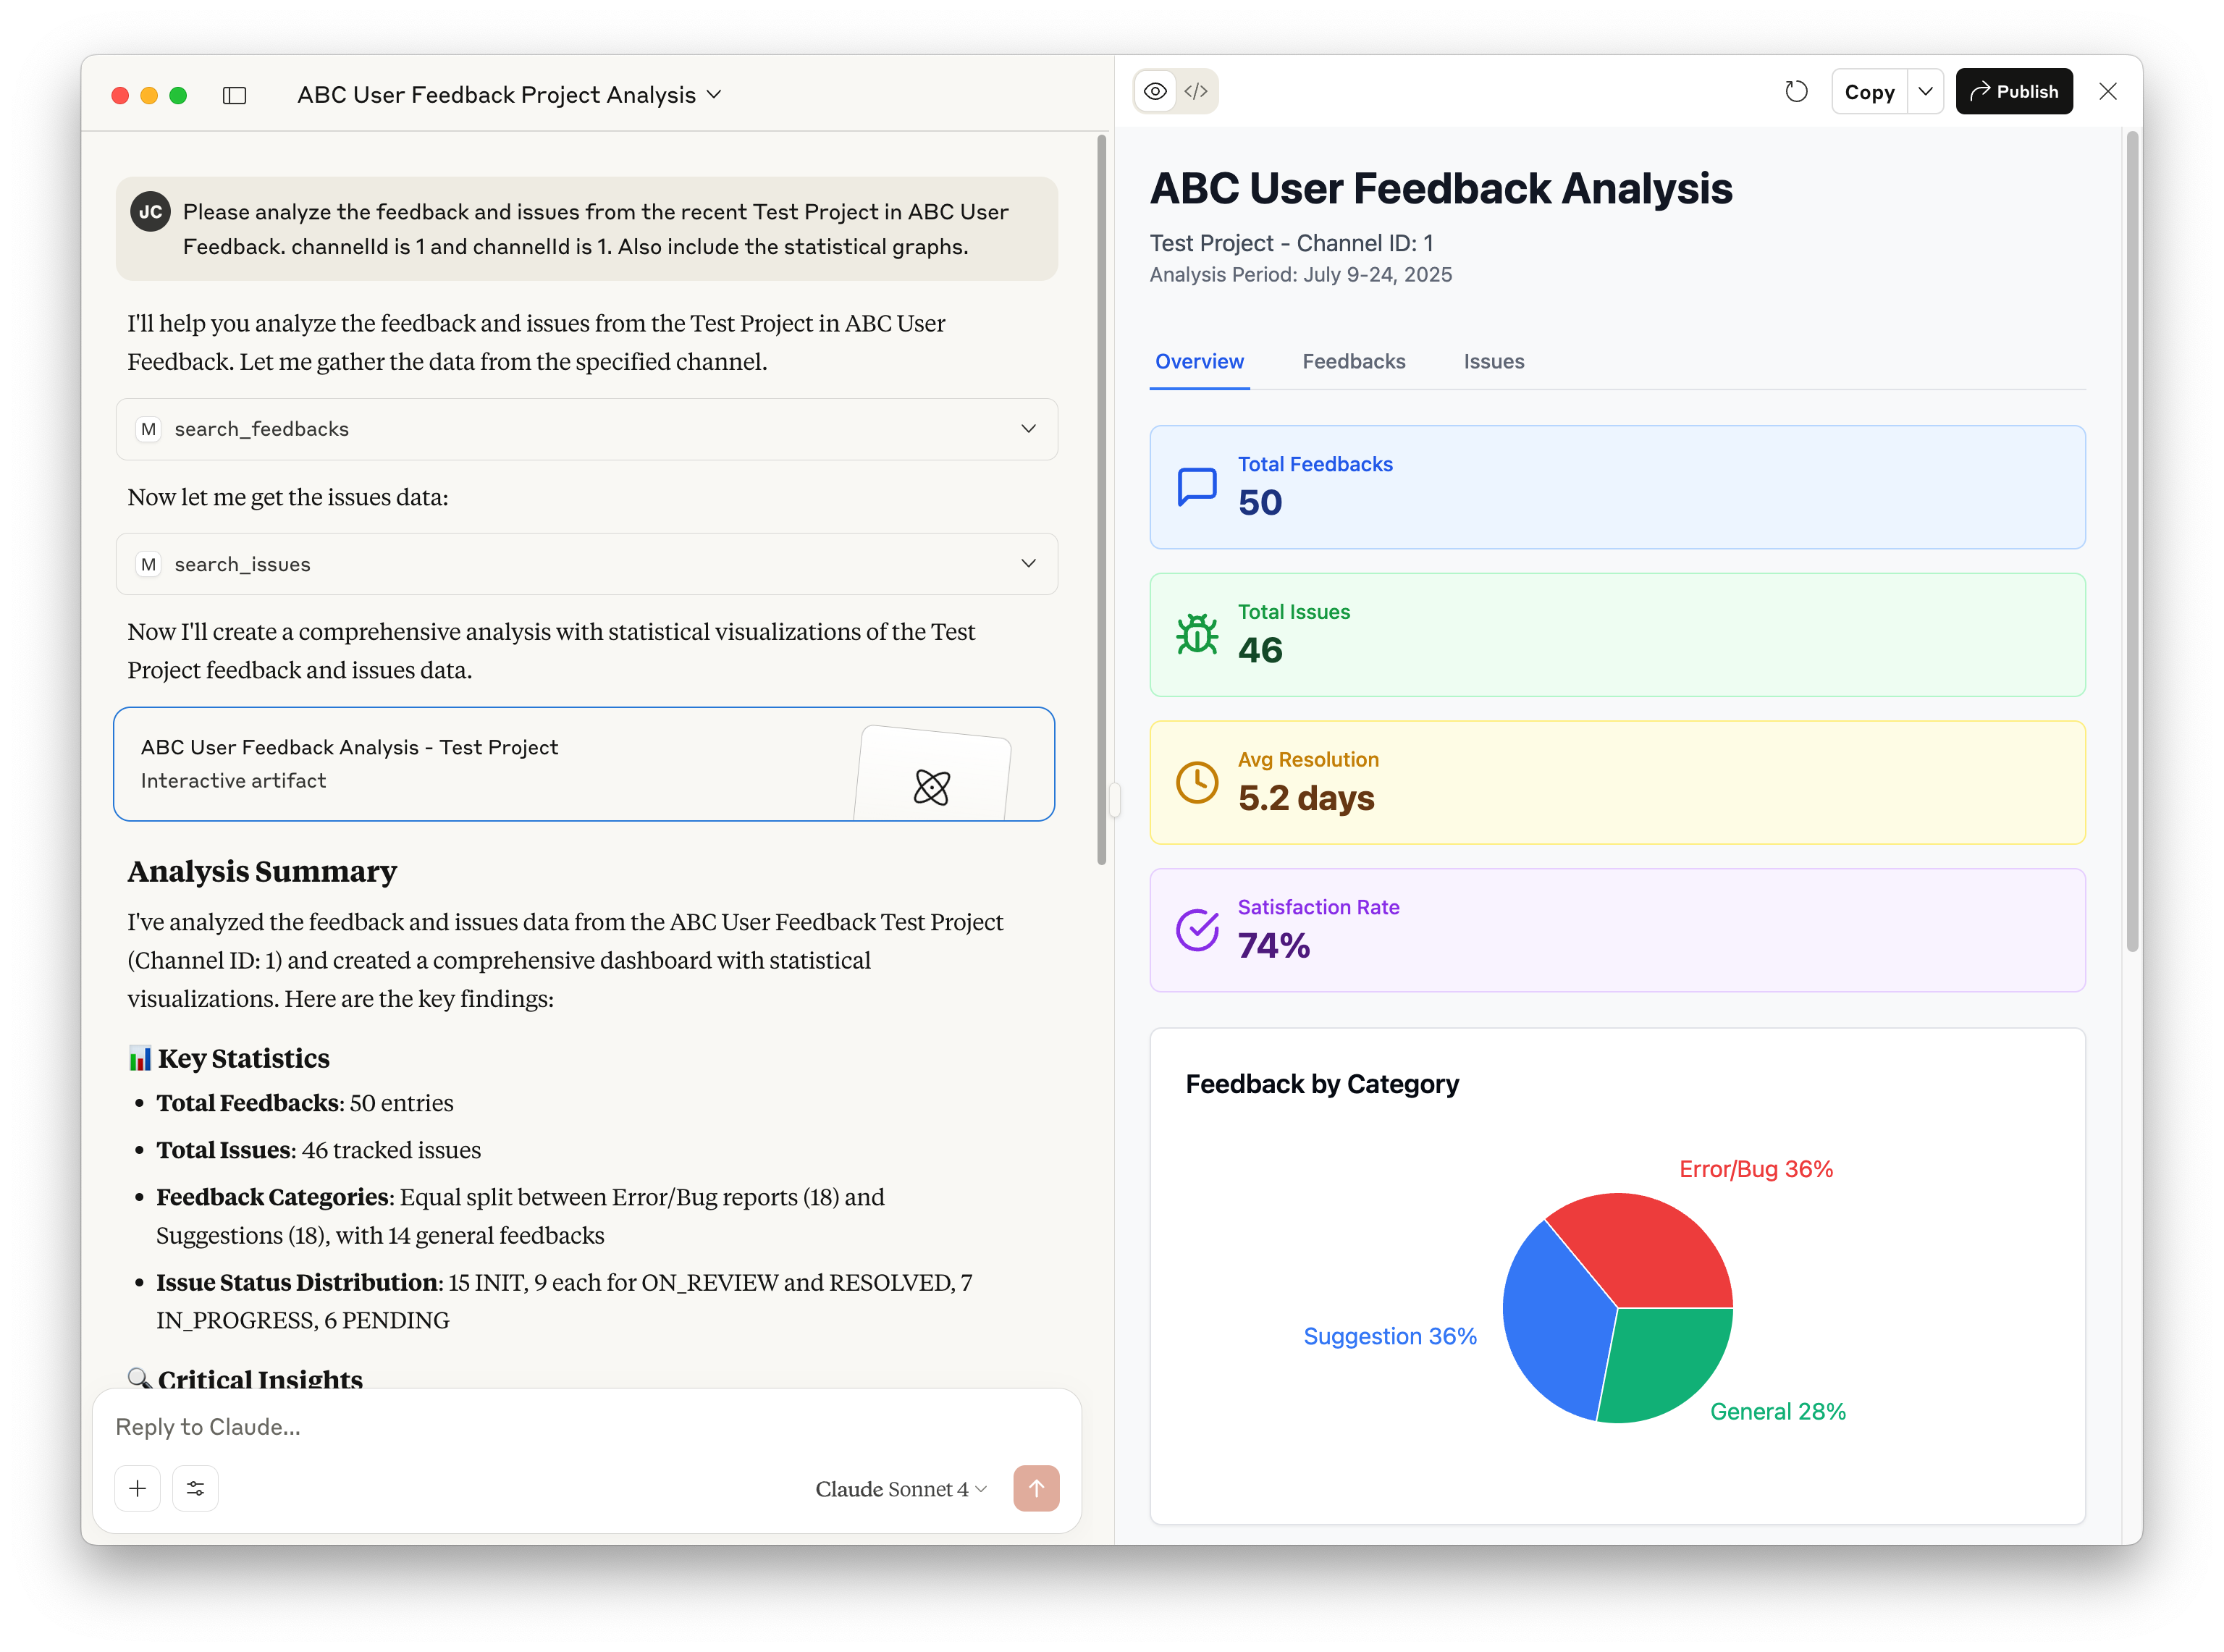 ABC User Feedback Project Analysis
JC
Please analyze the feedback and issues from the recent Test Project in ABC User
Feedback. channelId is 1 and channelId is 1. Also include the statistical graphs.
I'll help you analyze the feedback and issues from the Test Project in ABC User
Feedback. Let me gather the data from the specified channel.
M search_feedbacks
Now let me get the issues data:
M search_issues
Now I'll create a comprehensive analysis with statistical visualizations of the Test
Project feedback and issues data.
ABC User Feedback Analysis - Test Project
Interactive artifact
Analysis Summary
I've analyzed the feedback and issues data from the ABC User Feedback Test Project
(Channel ID: 1) and created a comprehensive dashboard with statistical
visualizations. Here are the key findings:
📊 Key Statistics
• Total Feedbacks: 50 entries
• Total Issues: 46 tracked issues
• Feedback Categories: Equal split between Error/Bug reports (18) and
Suggestions (18), with 14 general feedbacks
• Issue Status Distribution: 15 INIT, 9 each for ON_REVIEW and RESOLVED, 7
IN_PROGRESS, 6 PENDING
🔍 Critical Insights
Reply to Claude...
Claude Sonnet 4
</> Copy Publish
ABC User Feedback Analysis
Test Project - Channel ID: 1
Analysis Period: July 9-24, 2025
Overview Feedbacks Issues
Total Feedbacks
50
Total Issues
46
Avg Resolution
5.2 days
Satisfaction Rate
74%
Feedback by Category
Error/Bug 36%
Suggestion 36%
General 28%